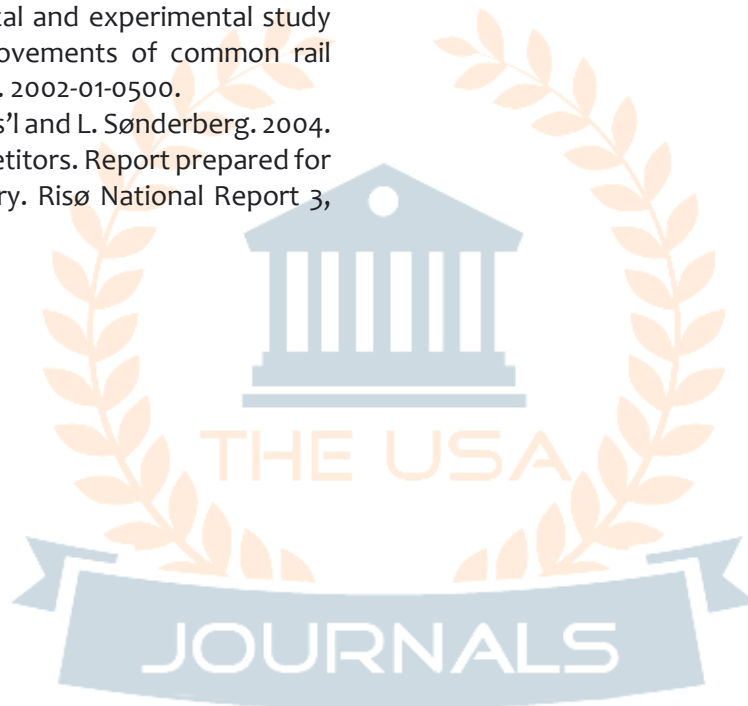 al and experimental study
ovements of common rail
. 2002-01-0500.
s'l and L. Sønderberg. 2004.
etitors. Report prepared for
ry. Risø National Report 3,
THE USA
JOURNALS